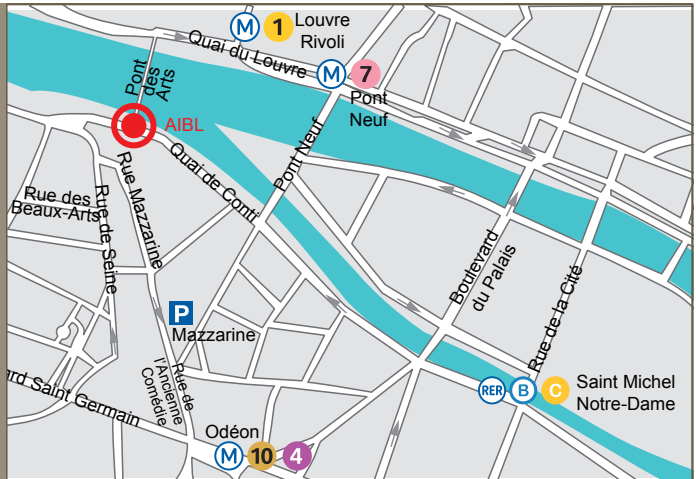 M 1 Louvre
Rivoli
Quai du Louvre
M 7
Pont
Neuf
Pont
des
Arts
AIBL
Quai de Conti
Pont Neuf
Rue Mazzarine
Rue des
Beaux-Arts
Rue de Seine
Boulevard
du Palais
Rue de la Cité
P
Mazzarine
Rue de
l'Ancienne
Comédie
ard Saint Germain
RER B C Saint Michel
Notre-Dame
Odéon
M 10 4